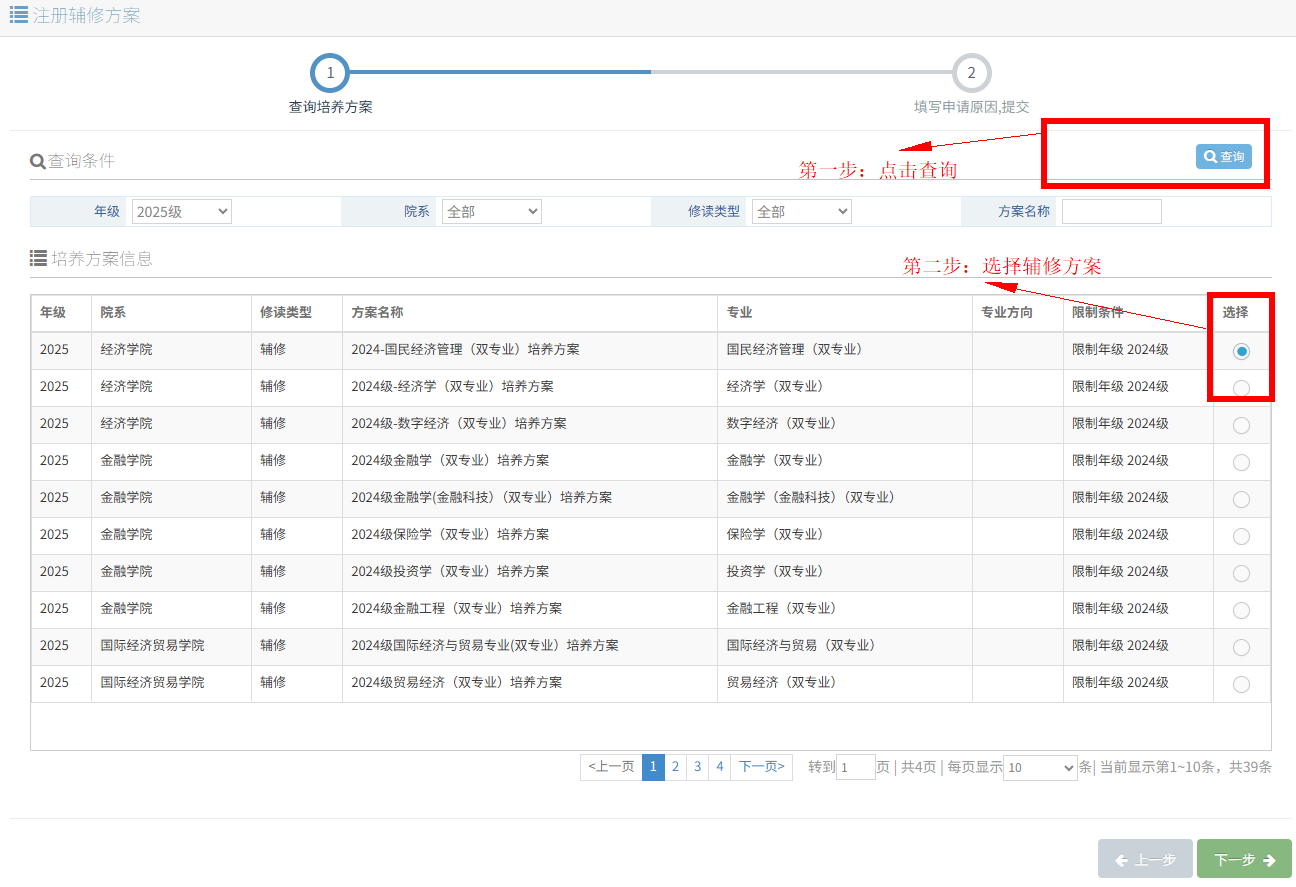 注册辅修方案
1 2
查询培养方案 填写申请原因,提交
查询条件 查询
第一步：点击查询
年级 2025级 院系 全部 修读类型 全部 方案名称
培养方案信息
第二步：选择辅修方案
年级 院系 修读类型 方案名称 专业 专业方向 限制条件 选择
2025 经济学院 辅修 2024-国民经济管理（双专业）培养方案 国民经济管理（双专业） 限制年级 2024级
2025 经济学院 辅修 2024级-经济学（双专业）培养方案 经济学（双专业） 限制年级 2024级
2025 经济学院 辅修 2024级-数字经济（双专业）培养方案 数字经济（双专业） 限制年级 2024级
2025 金融学院 辅修 2024级金融学（双专业）培养方案 金融学（双专业） 限制年级 2024级
2025 金融学院 辅修 2024级金融学(金融科技)（双专业）培养方案 金融学（金融科技）（双专业） 限制年级 2024级
2025 金融学院 辅修 2024级保险学（双专业）培养方案 保险学（双专业） 限制年级 2024级
2025 金融学院 辅修 2024级投资学（双专业）培养方案 投资学（双专业） 限制年级 2024级
2025 金融学院 辅修 2024级金融工程（双专业）培养方案 金融工程（双专业） 限制年级 2024级
2025 国际经济贸易学院 辅修 2024级国际经济与贸易专业(双专业）培养方案 国际经济与贸易（双专业） 限制年级 2024级
2025 国际经济贸易学院 辅修 2024级贸易经济（双专业）培养方案 贸易经济（双专业） 限制年级 2024级
<上一页 1 2 3 4 下一页> 转到 1 页 | 共4页 | 每页显示 10 条| 当前显示第1~10条，共39条
上一步 下一步